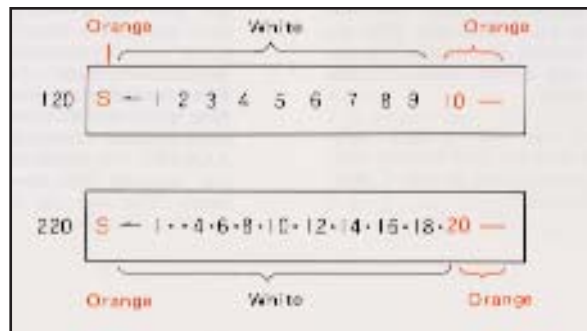 Orange White Orange
120 S ← 1 2 3 4 5 6 7 8 9 10 —
220 S ← 1 • • 4 • 6 • 8 • 10 • 12 • 14 • 16 • 18 • 20 —
Orange White Orange